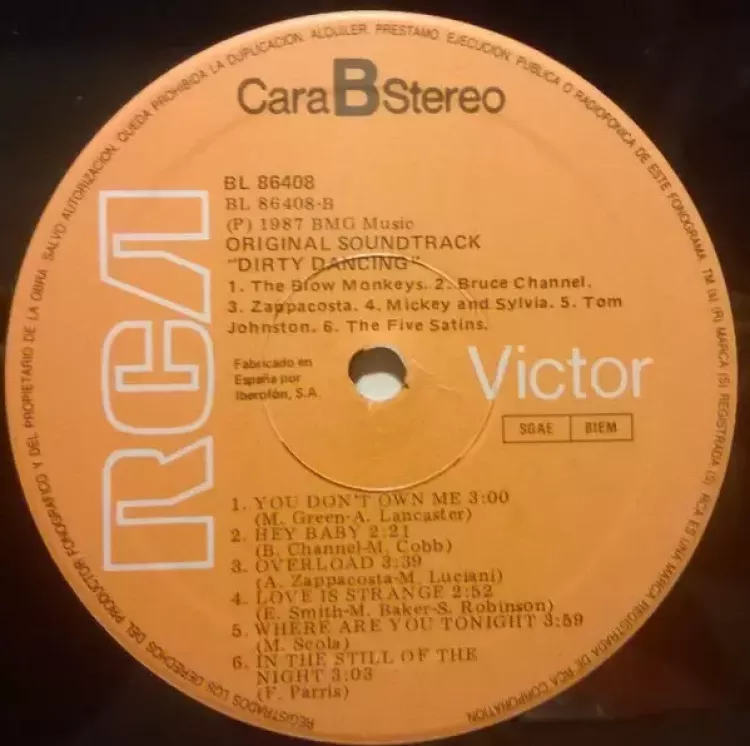 REGISTRADOS LOS DERECHOS DEL PRODUCTOR FONOGRAFICO Y DEL PROPIETARIO DE LA OBRA. SALVO AUTORIZACION, QUEDA PROHIBIDA LA DUPLICACION, ALQUILER, PRESTAMO, EJECUCION, PUBLICA O RADIOFONICA DE ESTE FONOGRAMA. TM (s) (R) MARCA (S) REGISTRADA (S) RCA ES UNA MARCA REGISTRADA DE RCA CORPORATION
Cara B Stereo
BL 86408
BL 86408-B
(P) 1987 BMG Music
ORIGINAL SOUNDTRACK
"DIRTY DANCING"
1. The Blow Monkeys. 2. Bruce Channel.
3. Zappacosta. 4. Mickey and Sylvia. 5. Tom
Johnston. 6. The Five Satins.
RCA
Fabricado en
España por
Iberofón, S.A.
Victor
SGAE BIEM
1. YOU DON'T OWN ME 3:00
(M. Green-A. Lancaster)
2. HEY BABY 2:21
(B. Channel-M. Cobb)
3. OVERLOAD 3:39
(A. Zappacosta-M. Luciani)
4. LOVE IS STRANGE 2:52
(E. Smith-M. Baker-S. Robinson)
5. WHERE ARE YOU TONIGHT 3:59
(M. Scola)
6. IN THE STILL OF THE
NIGHT 3:03
(F. Parris)